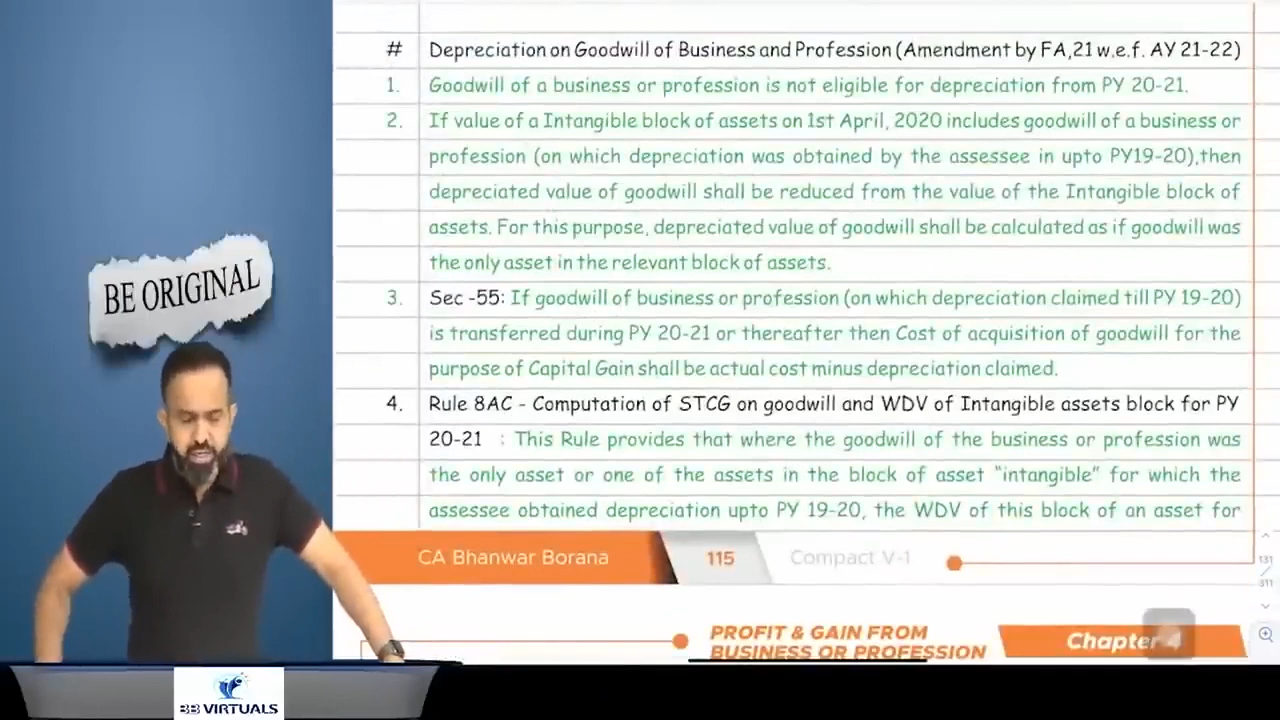 # Depreciation on Goodwill of Business and Profession (Amendment by FA,21 w.e.f. AY 21-22)
1. Goodwill of a business or profession is not eligible for depreciation from PY 20-21.
2. If value of a Intangible block of assets on 1st April, 2020 includes goodwill of a business or
profession (on which depreciation was obtained by the assessee in upto PY19-20),then
depreciated value of goodwill shall be reduced from the value of the Intangible block of
assets. For this purpose, depreciated value of goodwill shall be calculated as if goodwill was
the only asset in the relevant block of assets.
3. Sec -55: If goodwill of business or profession (on which depreciation claimed till PY 19-20)
is transferred during PY 20-21 or thereafter then Cost of acquisition of goodwill for the
purpose of Capital Gain shall be actual cost minus depreciation claimed.
4. Rule 8AC - Computation of STCG on goodwill and WDV of Intangible assets block for PY
20-21 : This Rule provides that where the goodwill of the business or profession was
the only asset or one of the assets in the block of asset “intangible” for which the
assessee obtained depreciation upto PY 19-20, the WDV of this block of an asset for
CA Bhanwar Borana 115 Compact V-1
131
/
311
PROFIT & GAIN FROM
BUSINESS OR PROFESSION
Chapter 4
BE ORIGINAL
BB VIRTUALS